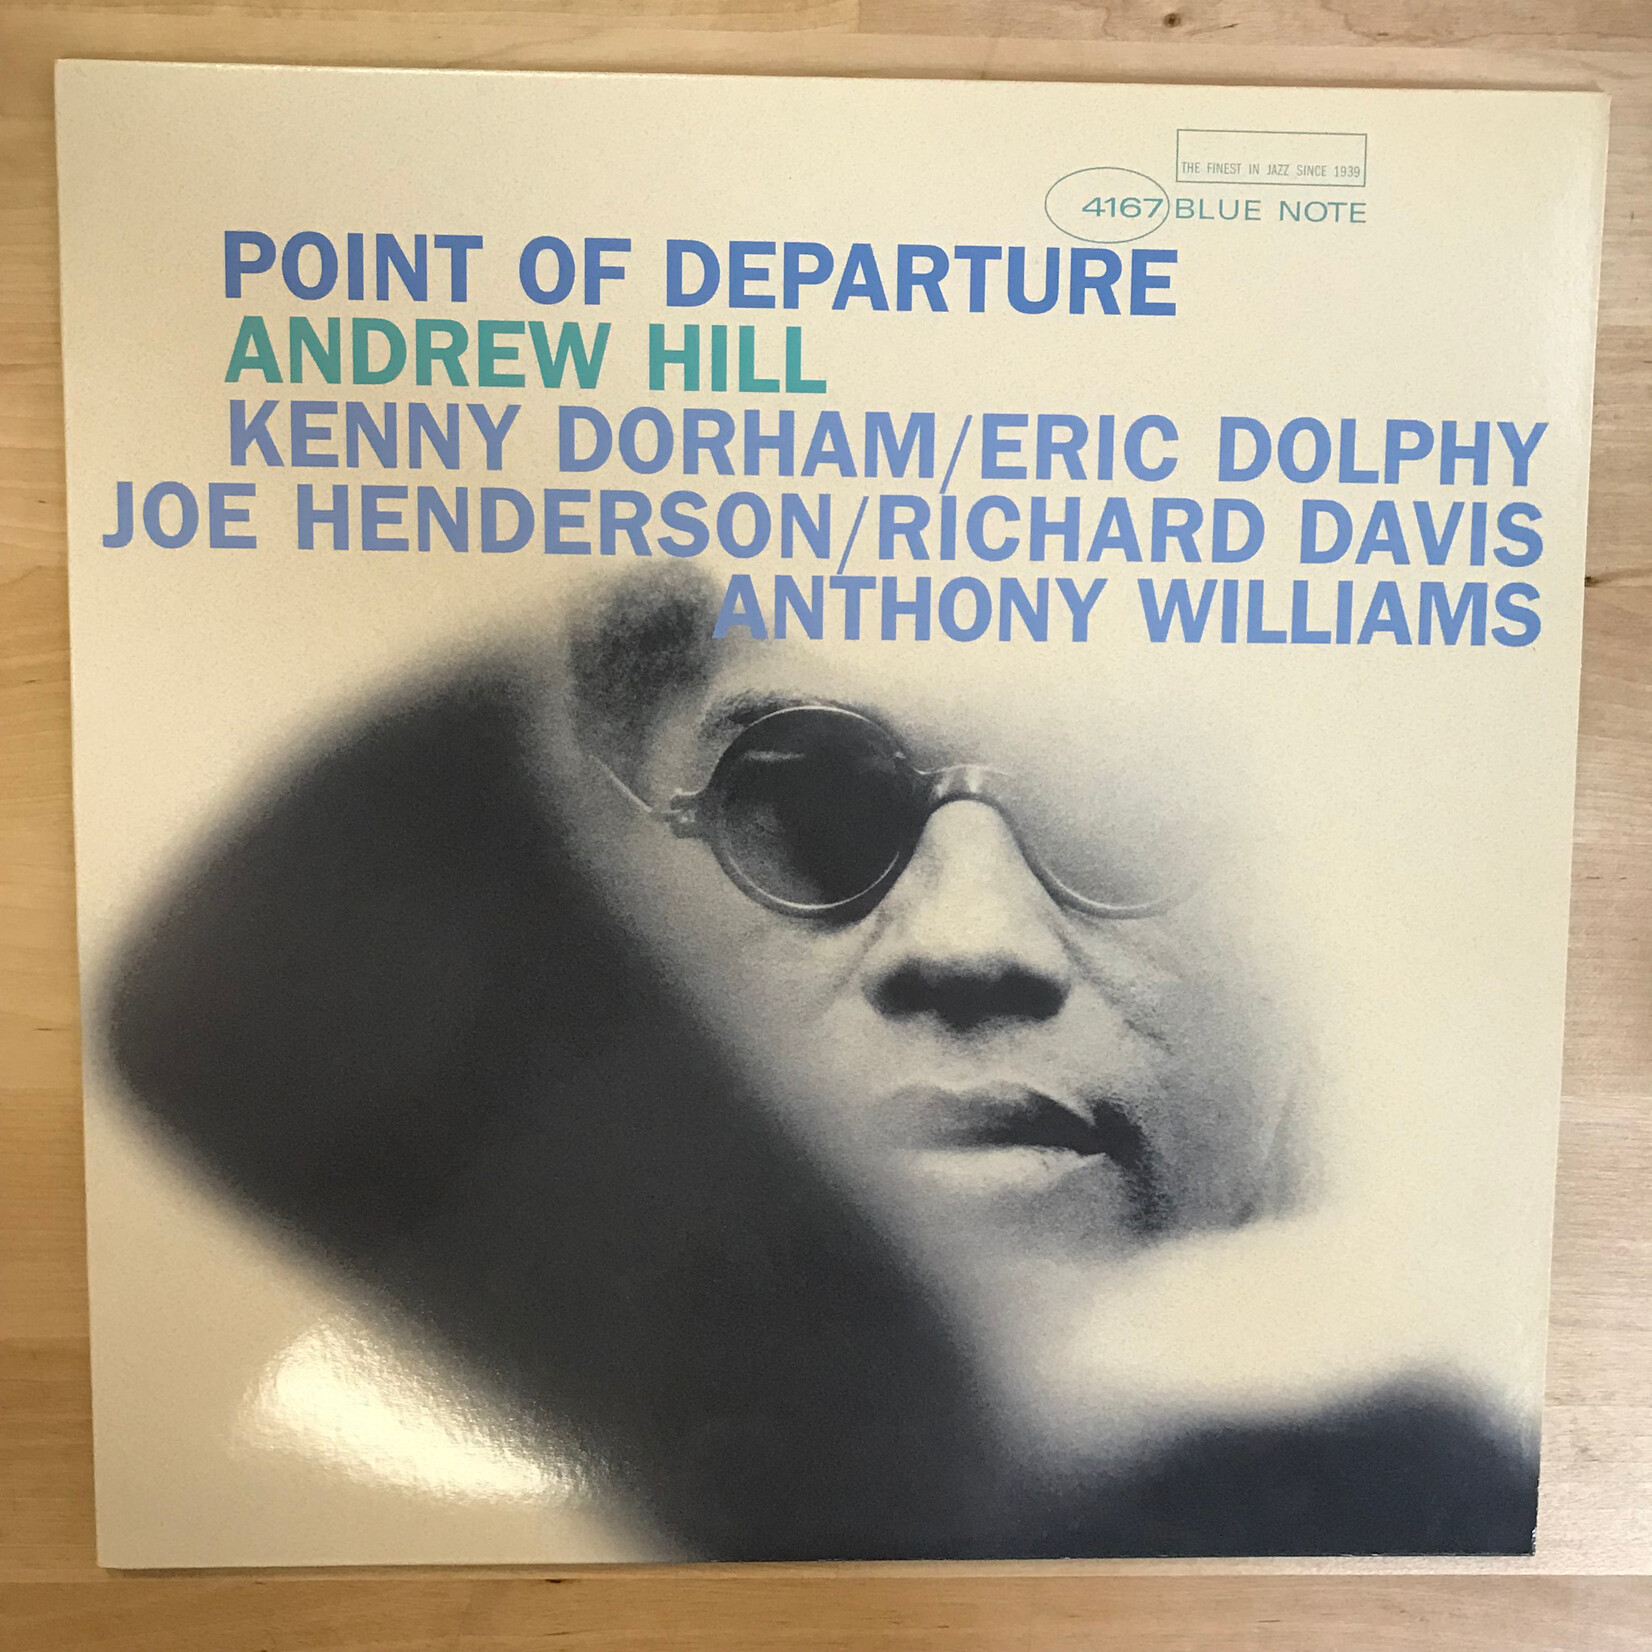 THE FINEST IN JAZZ SINCE 1939
4167 BLUE NOTE
POINT OF DEPARTURE
ANDREW HILL
KENNY DORHAM/ERIC DOLPHY
JOE HENDERSON/RICHARD DAVIS
ANTHONY WILLIAMS